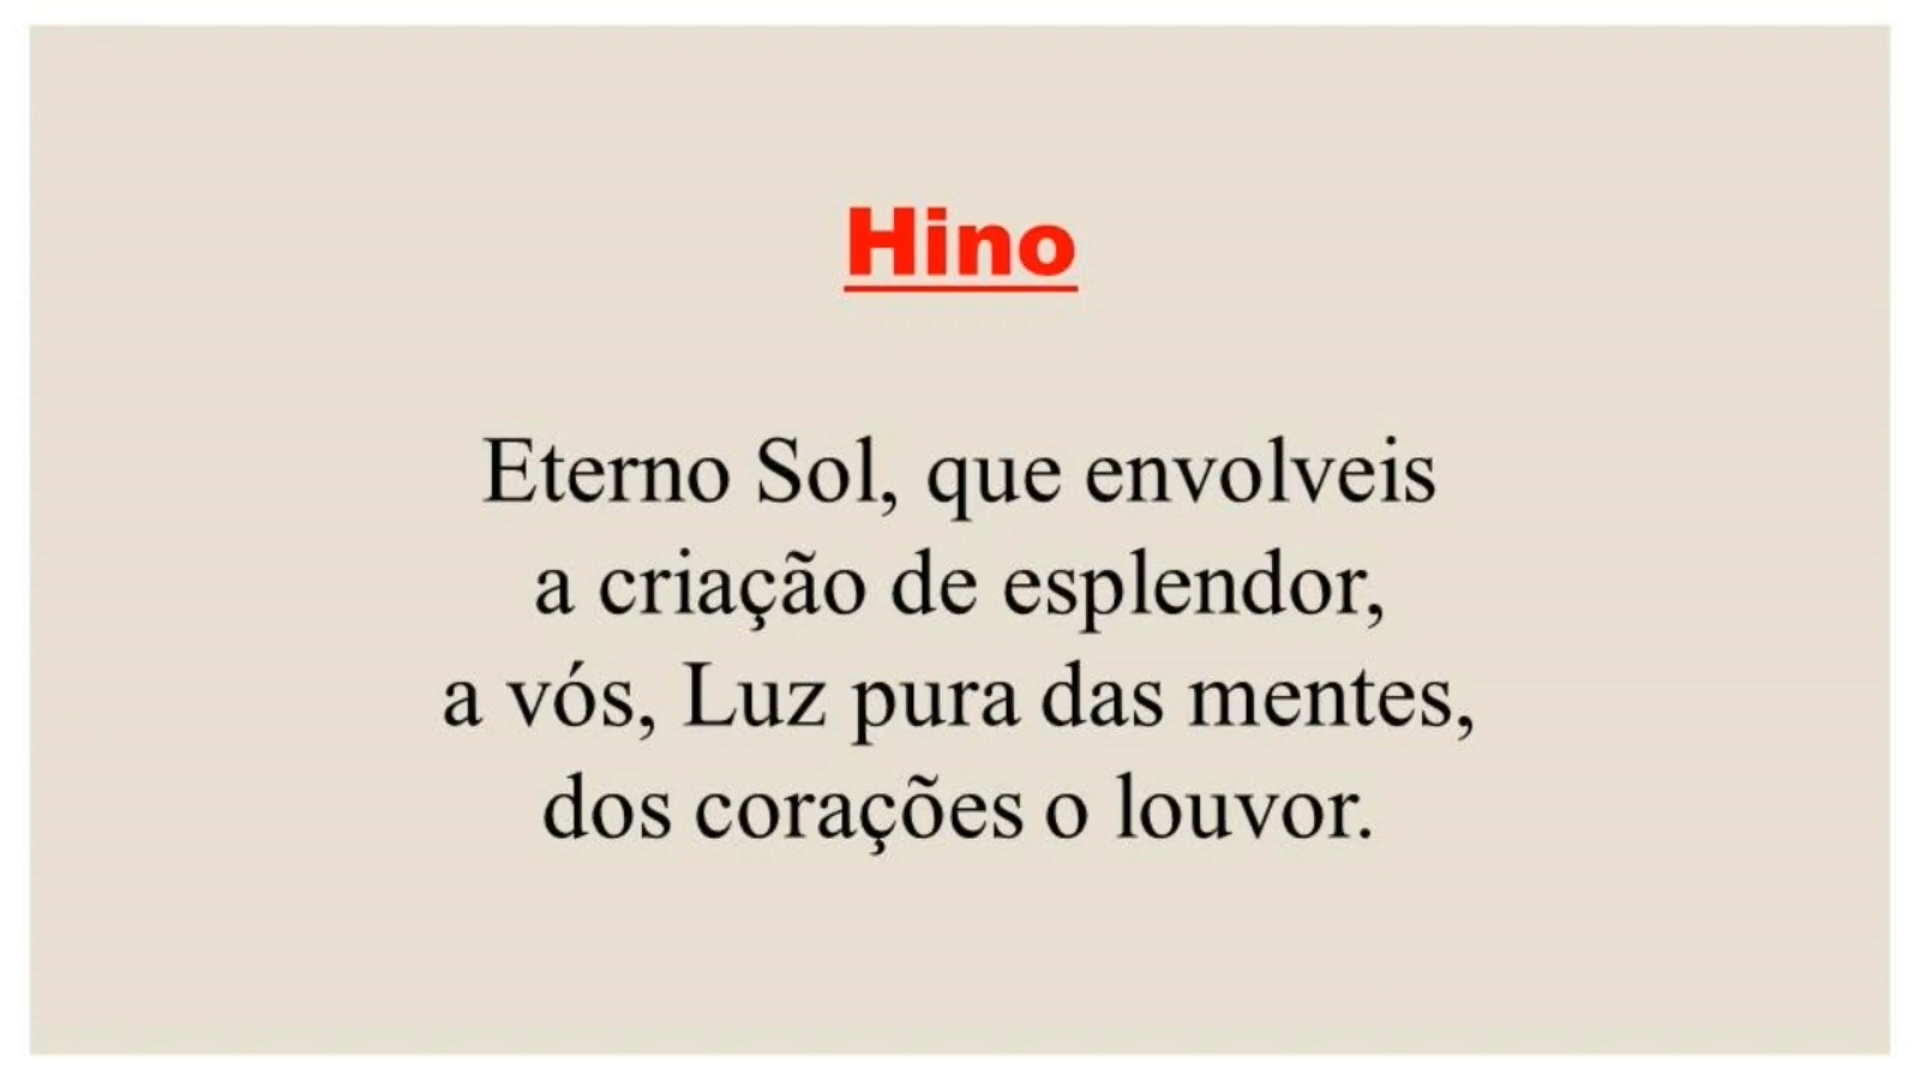 Hino
Eterno Sol, que envolveis
a criação de esplendor,
a vós, Luz pura das mentes,
dos corações o louvor.